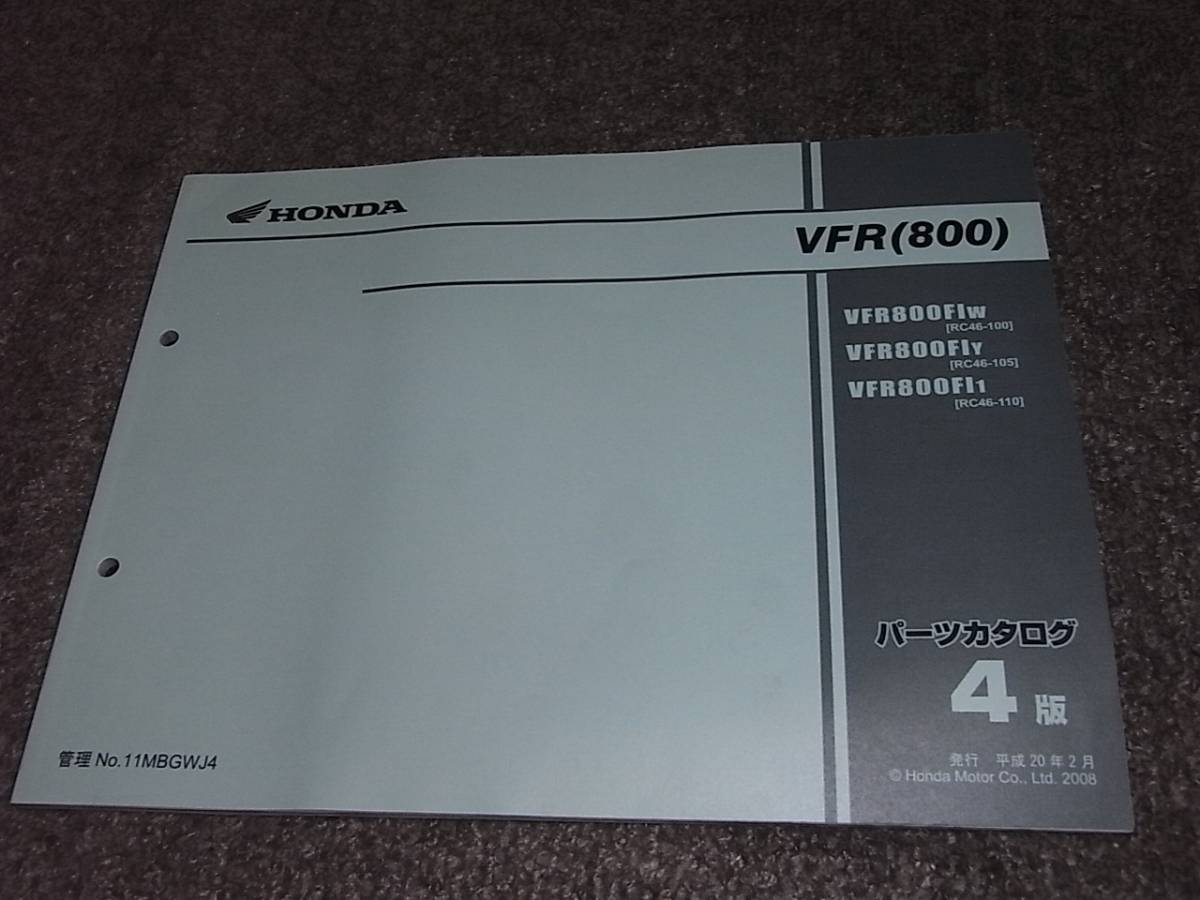 HONDA
VFR(800)
VFR800FIW
[RC46-100]
VFR800FIY
[RC46-105]
VFR800FI1
[RC46-110]
パーツカタログ
4版
発行 平成20年2月
© Honda Motor Co., Ltd. 2008
管理 No.11MBGWJ4